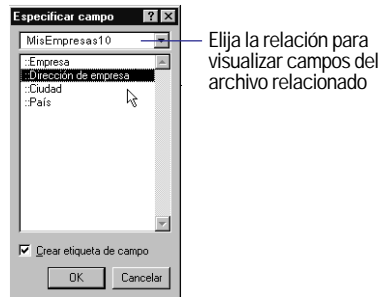 Especificar campo
MisEmpresas10
::Empresa
::Dirección de empresa
::Ciudad
::País
Crear etiqueta de campo
OK Cancelar
Elija la relación para
visualizar campos del
archivo relacionado